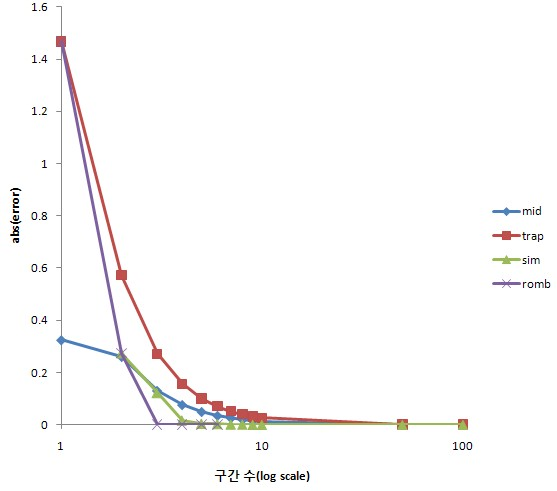 1.6
1.4
1.2
1
0.8
0.6
0.4
0.2
0
abs(error)
1
10
100
구간 수(log scale)
mid
trap
sim
romb